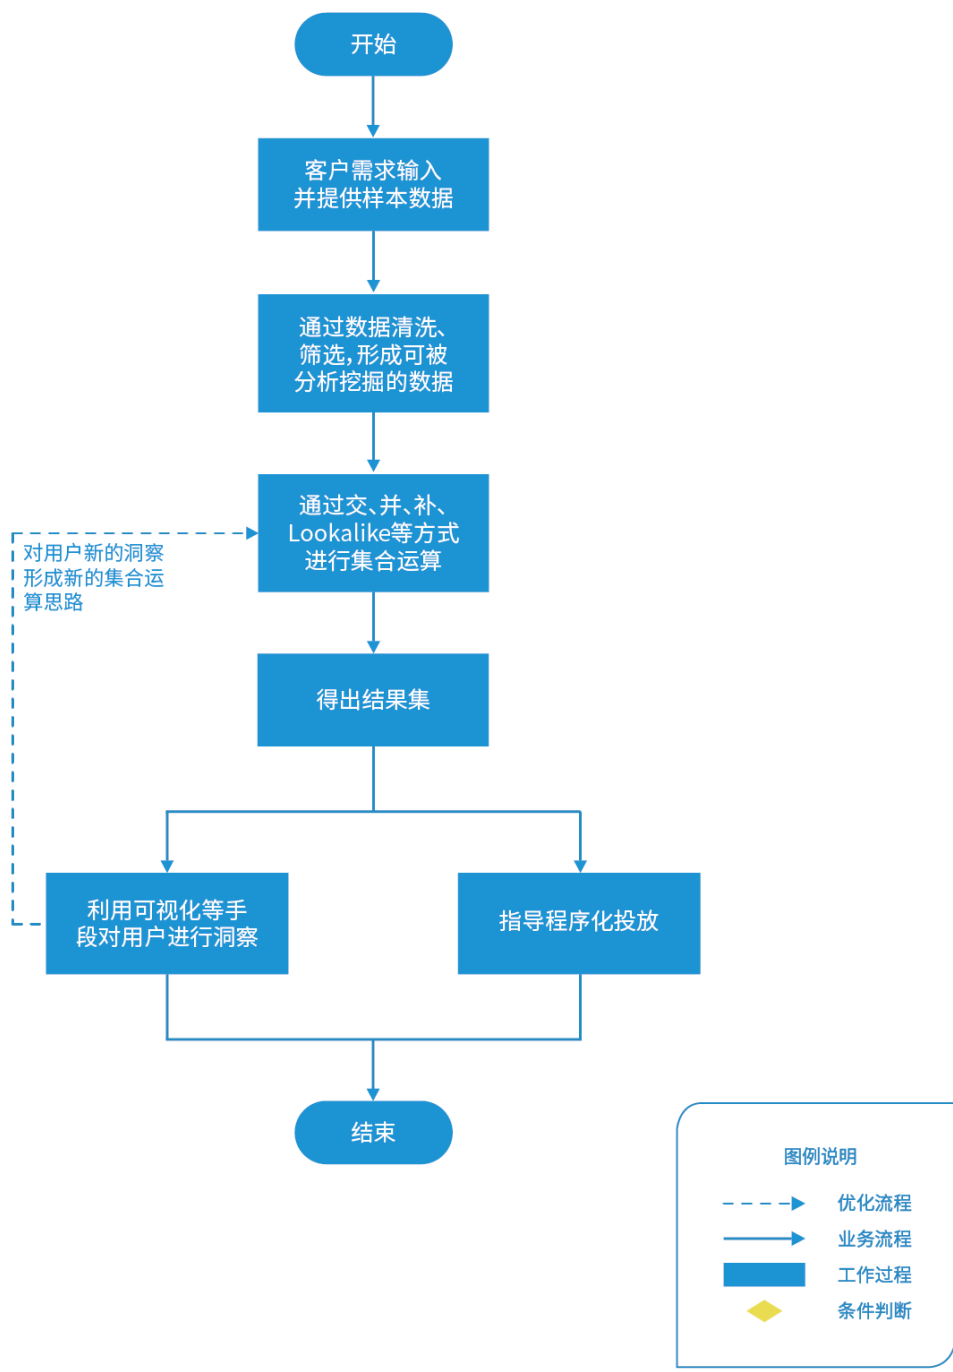 开始
客户需求输入
并提供样本数据
通过数据清洗、
筛选,形成可被
分析挖掘的数据
通过交、并、补、
Lookalike等方式
进行集合运算
对用户新的洞察
形成新的集合运
算思路
得出结果集
利用可视化等手
段对用户进行洞察
指导程序化投放
结束
图例说明
优化流程
业务流程
工作过程
条件判断